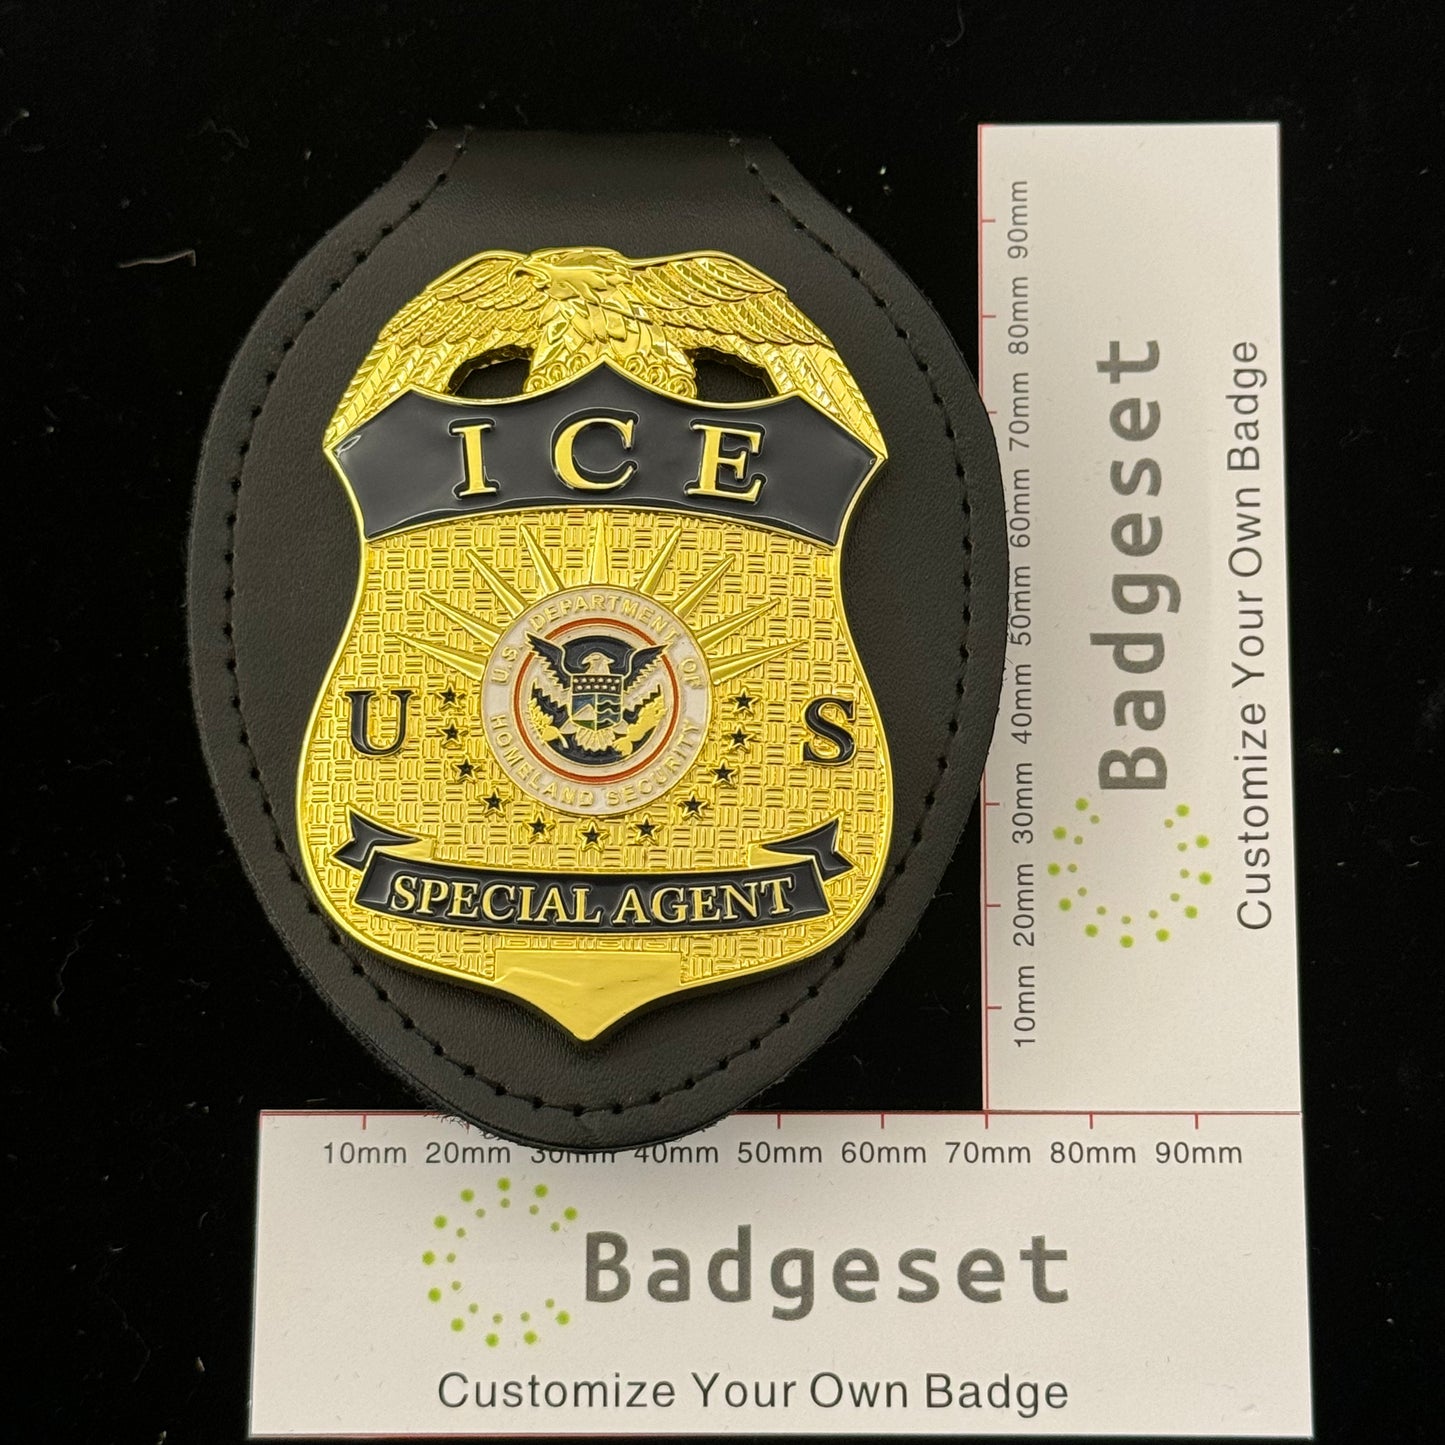 ICE
U.S. DEPARTMENT OF
HOMELAND SECURITY
U S
SPECIAL AGENT
90mm
80mm
70mm
60mm
50mm
40mm
30mm
20mm
10mm
Badgeset
Customize Your Own Badge
10mm 20mm 30mm 40mm 50mm 60mm 70mm 80mm 90mm
Badgeset
Customize Your Own Badge